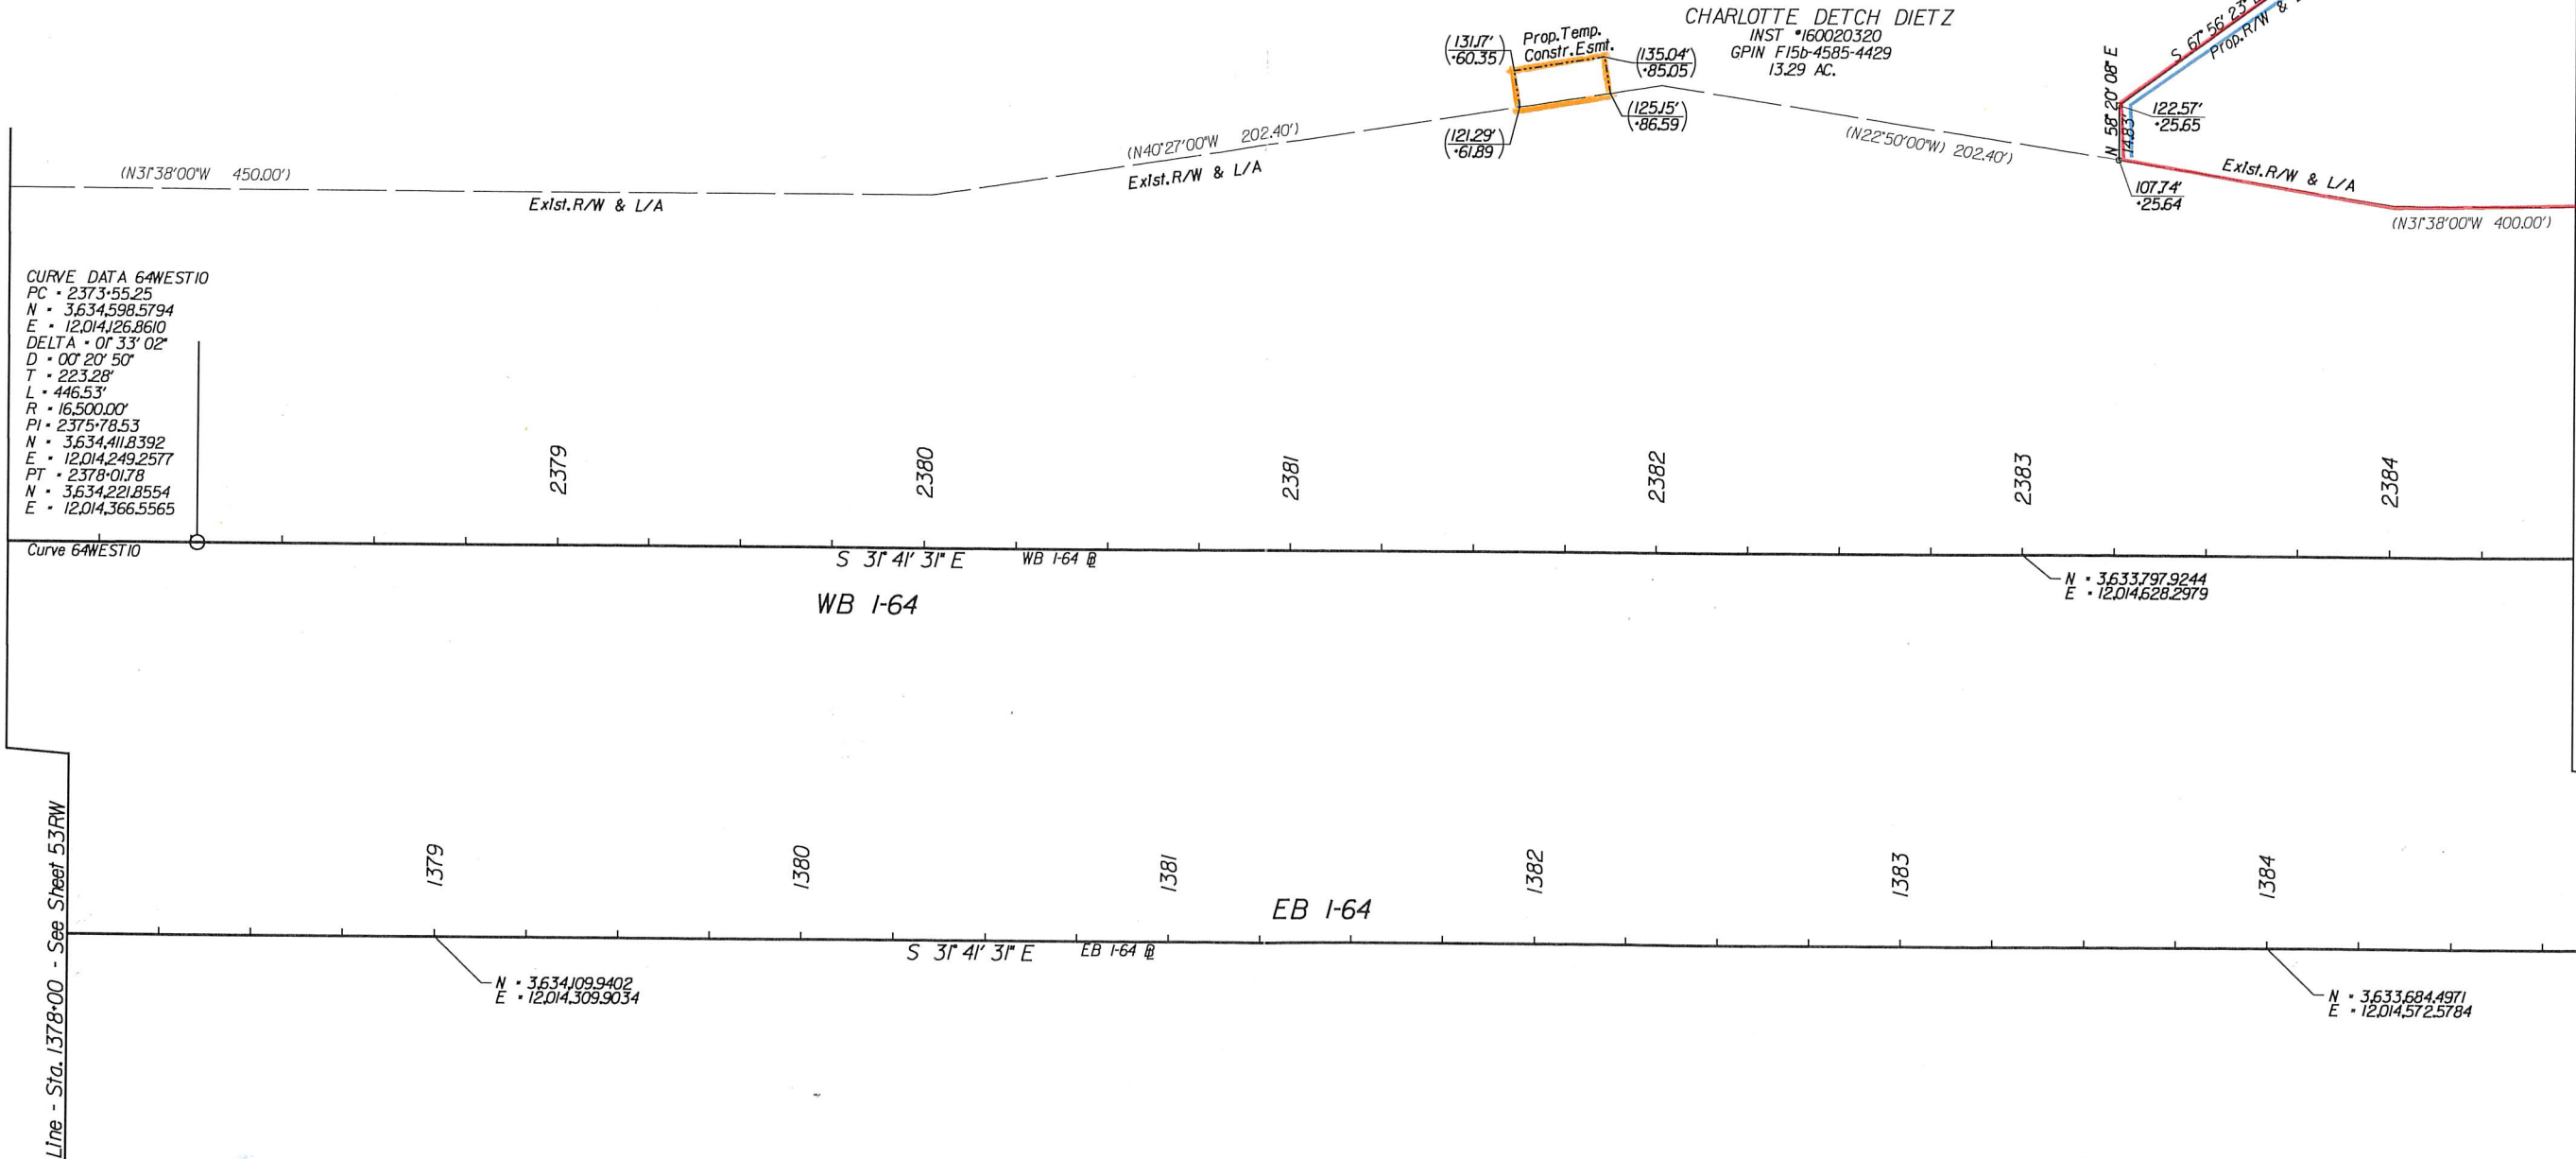 CHARLOTTE DETCH DIETZ
INST #160020320
GPIN F15b-4585-4429
13.29 AC.
Prop. Temp.
Constr. Esmt.
(131.17'
+60.35)
(135.04'
+85.05)
(125.15'
+86.59)
(121.29'
+61.89)
S 67° 56' 23"
Prop. R/W &
N 58° 20' 08" E
14.83'
122.57'
+25.65
107.74'
+25.64
Exist. R/W & L/A
(N31°38'00"W 400.00')
(N22°50'00"W) 202.40')
(N40°27'00"W 202.40')
Exist. R/W & L/A
(N31°38'00"W 450.00')
Exist. R/W & L/A
CURVE DATA 64WEST10
PC = 2373+55.25
N = 3,634,598.5794
E = 12,014,126.8610
DELTA = 01° 33' 02"
D = 00° 20' 50"
T = 223.28'
L = 446.53'
R = 16,500.00'
PI = 2375+78.53
N = 3,634,411.8392
E = 12,014,249.2577
PT = 2378+01.78
N = 3,634,221.8554
E = 12,014,366.5565
2379
2380
2381
2382
2383
2384
Curve 64WEST10
S 31° 41' 31" E
WB I-64 BL
WB I-64
N = 3,633,797.9244
E = 12,014,628.2979
1379
1380
1381
1382
1383
1384
EB I-64
S 31° 41' 31" E
EB I-64 BL
N = 3,634,109.9402
E = 12,014,309.9034
N = 3,633,684.4971
E = 12,014,572.5784
Line - Sta. 1378+00 - See Sheet 53RW